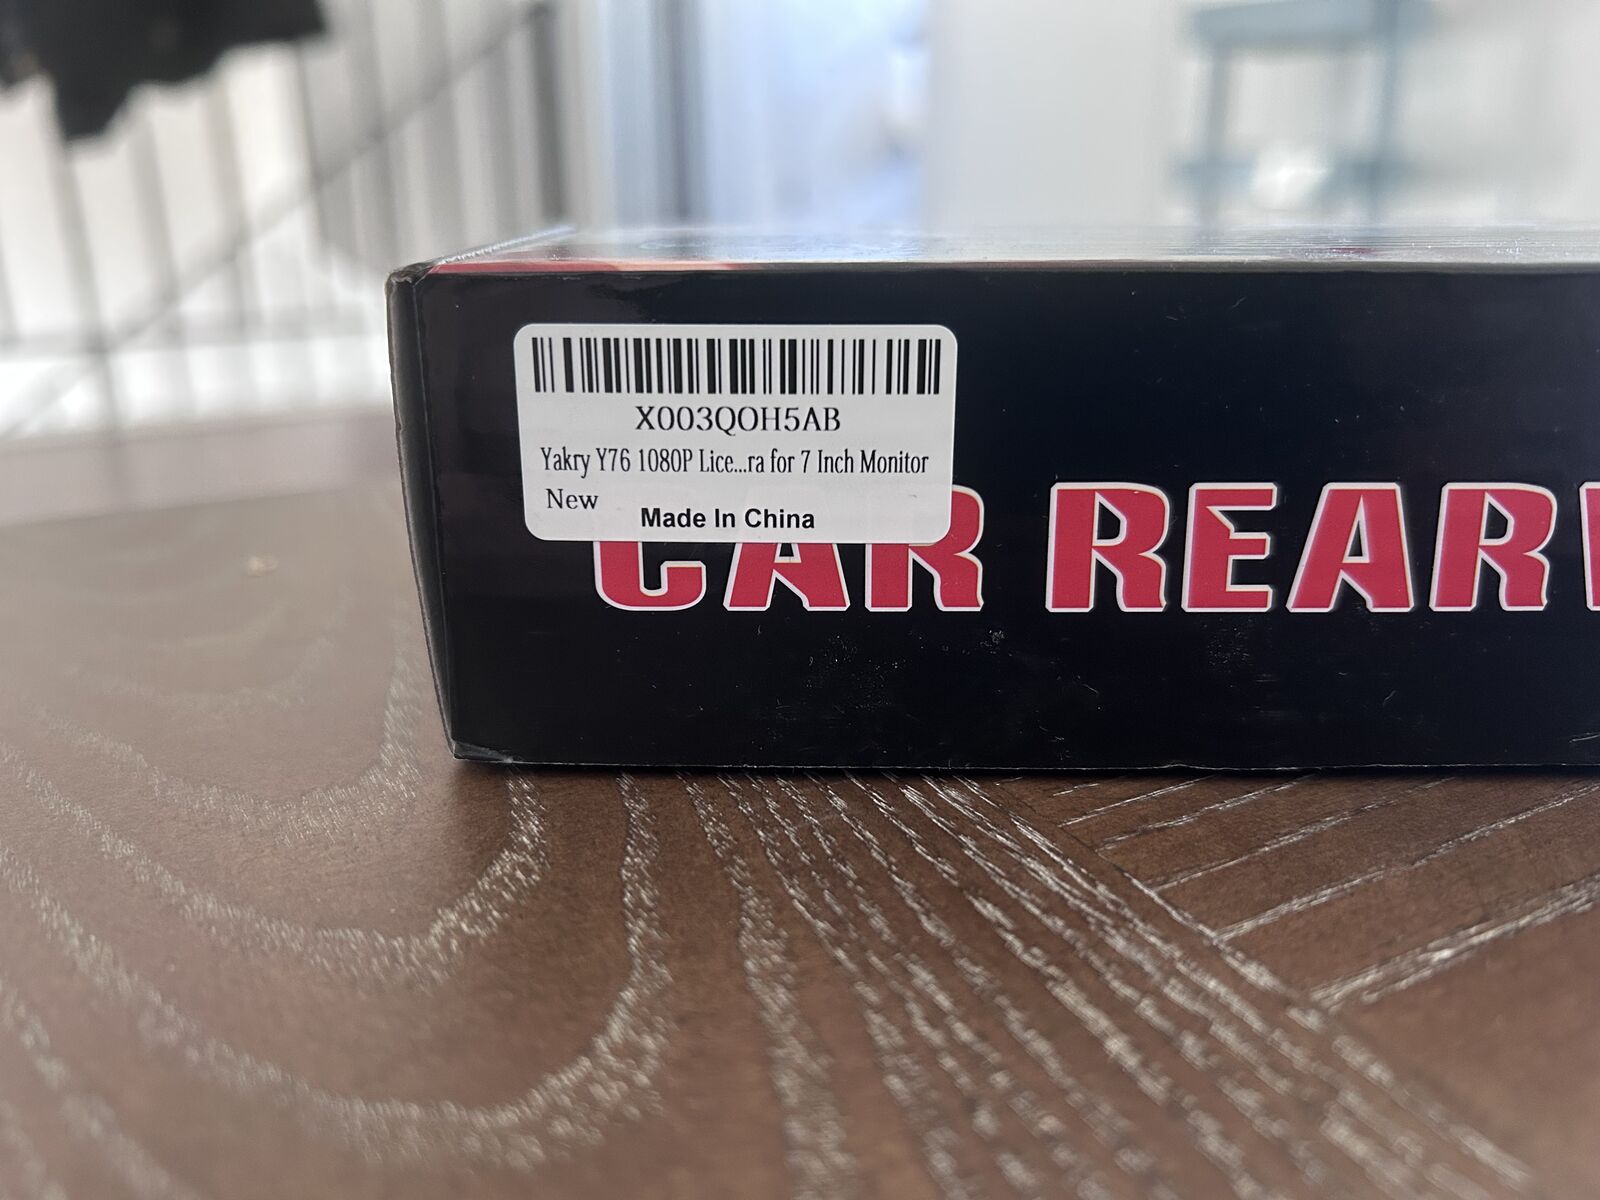 X003QOH5AB
Yakry Y76 1080P Lice...ra for 7 Inch Monitor
New
Made In China
CAR REAR